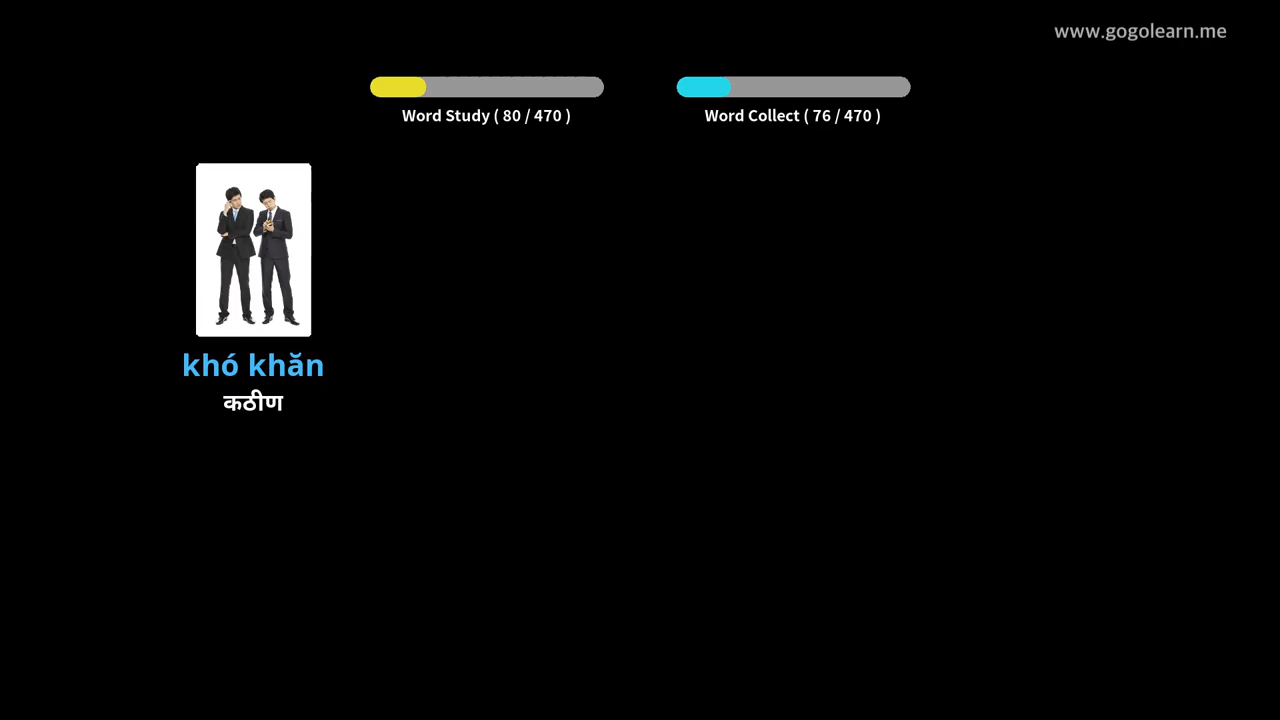 www.gogolearn.me
Word Study ( 80 / 470 )
Word Collect ( 76 / 470 )
khó khăn
कठीण